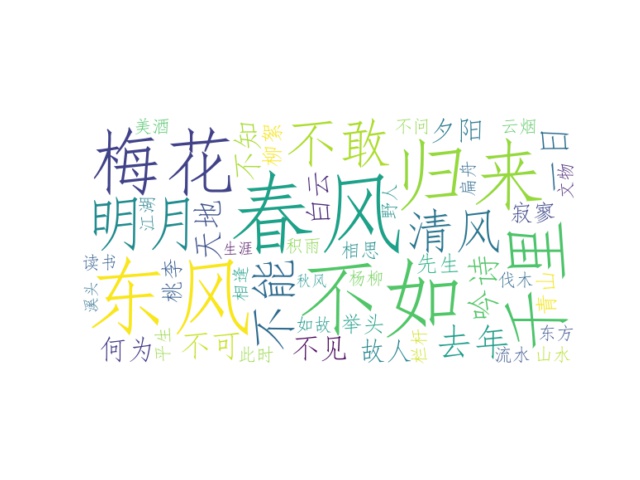 美酒
梅花
不知
柳絮
不敢
不问
夕阳
云烟
一日
归来
扁舟
文物
明月
江湖
天地
春风
白云
野人
清风
寂寥
千里
生涯
积雨
相思
读书
溪头
东风
桃李
相逢
不能
秋风
不如
杨柳
先生
吟诗
伐木
青山
何为
平生
不可
此时
如故
举头
不见
故人
栏杆
去年
流水
东方
山水